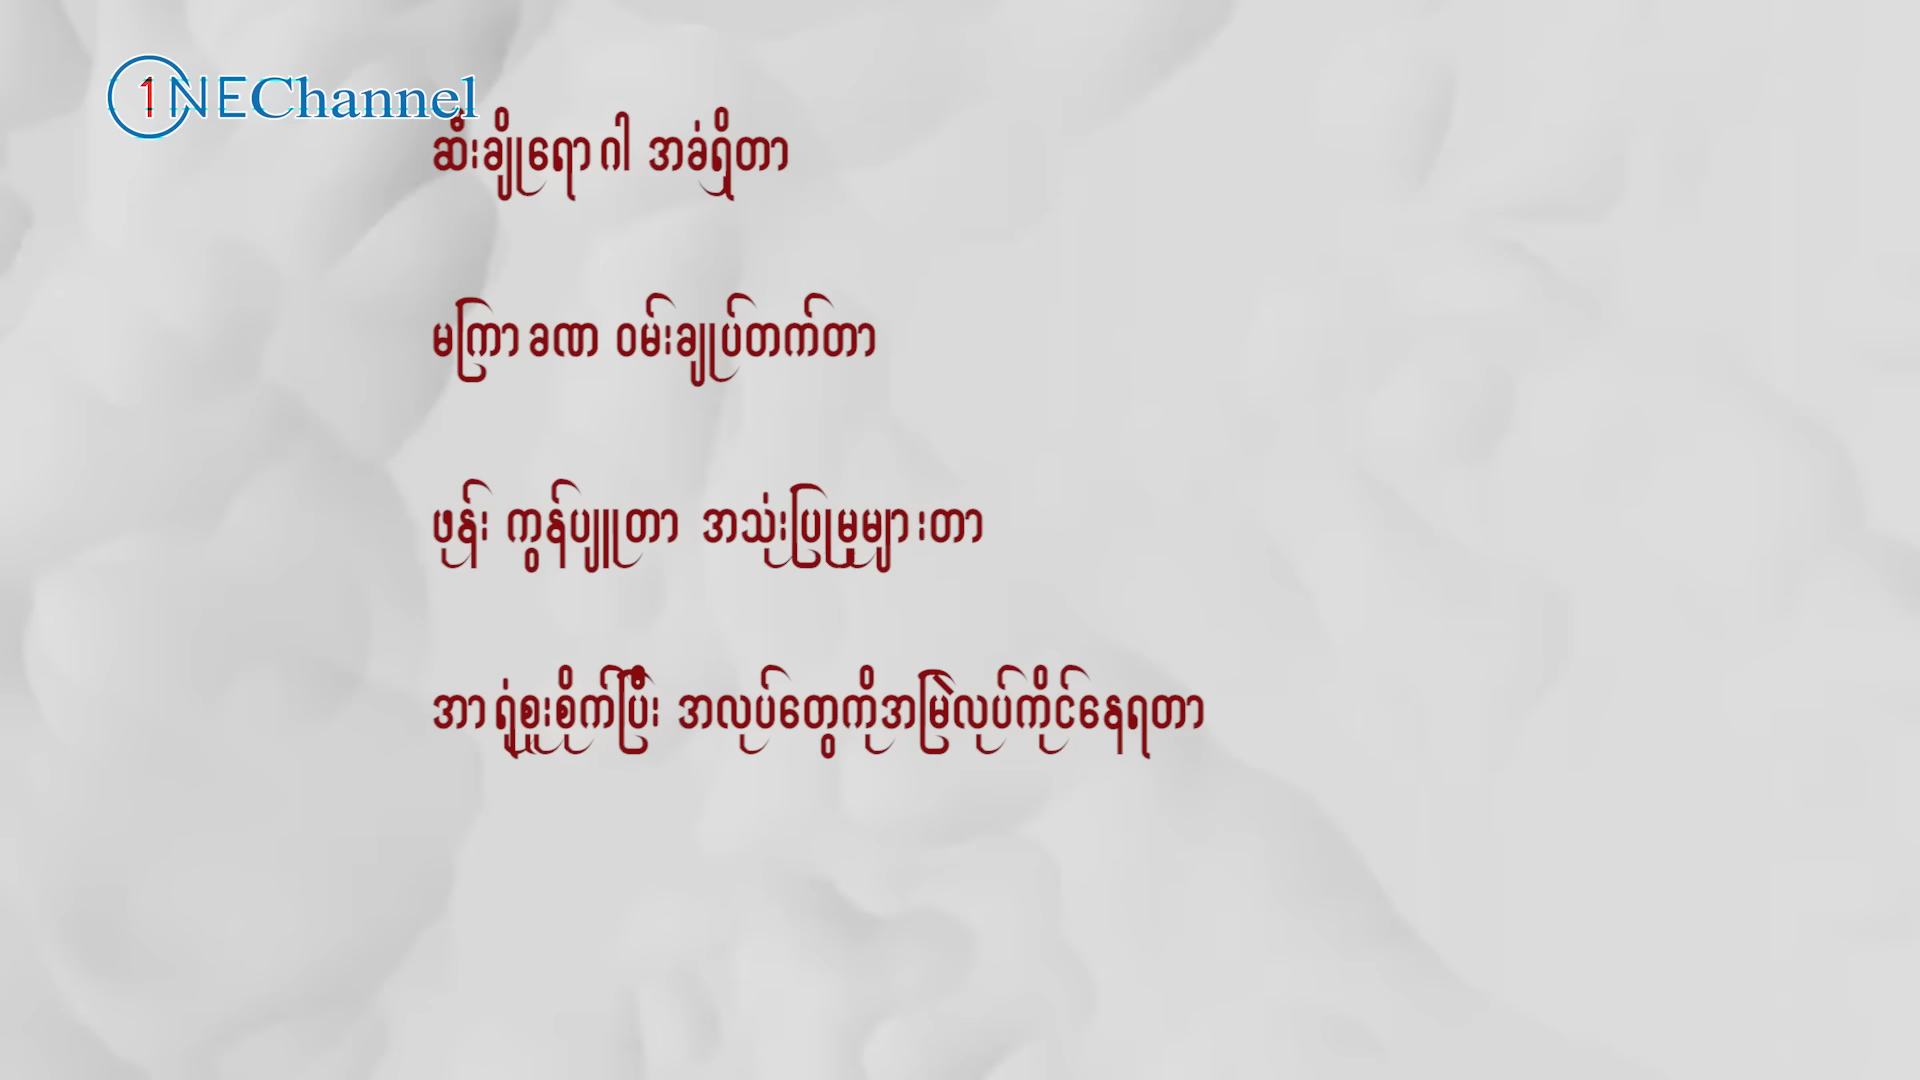 1NEChannel
ဆီးချိုရောဂါ အခံရှိတာ
မကြာခဏ ဝမ်းချုပ်တက်တာ
ဖုန်း ကွန်ပျူတာ အသုံးပြုမှုများတာ
အာရုံစူးစိုက်ပြီး အလုပ်တွေကိုအမြဲလုပ်ကိုင်နေရတာ